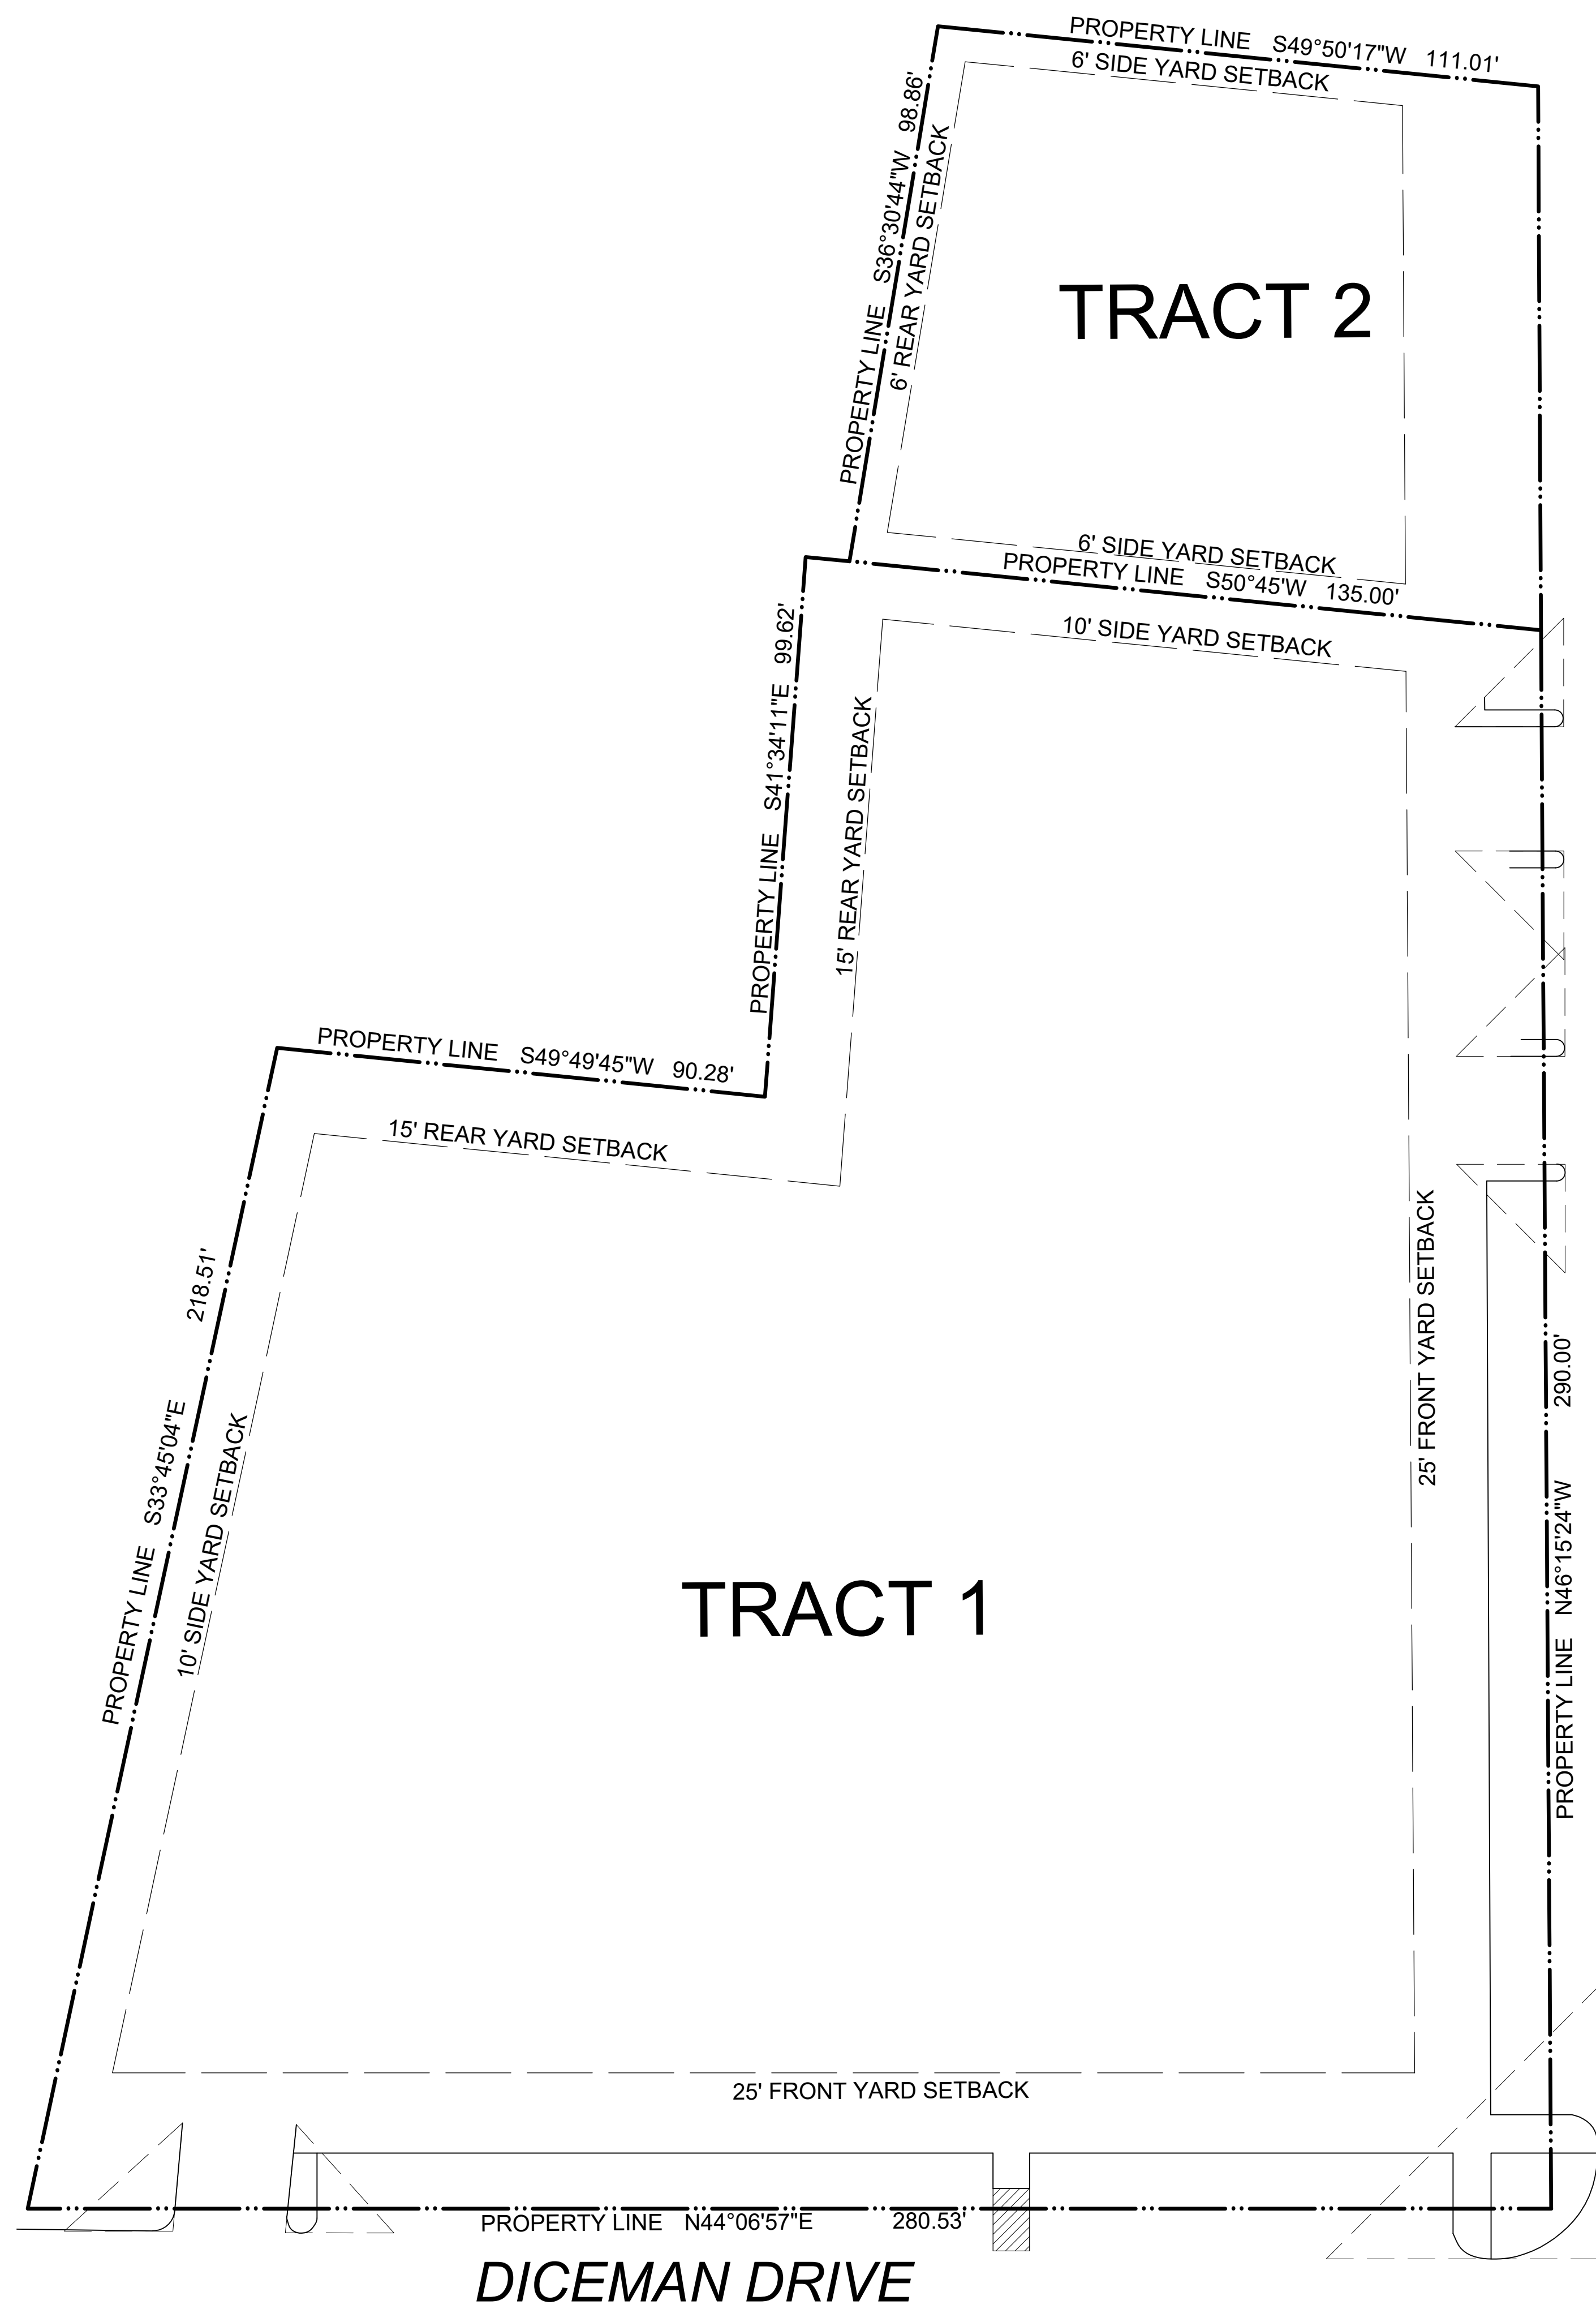 PROPERTY LINE S49°50'17"W 111.01'
6' SIDE YARD SETBACK
PROPERTY LINE S36°30'44"W 98.86'
6' REAR YARD SETBACK
TRACT 2
6' SIDE YARD SETBACK
PROPERTY LINE S50°45'W 135.00'
10' SIDE YARD SETBACK
PROPERTY LINE S41°34'11"E 99.62'
15' REAR YARD SETBACK
PROPERTY LINE S49°49'45"W 90.28'
15' REAR YARD SETBACK
PROPERTY LINE S33°45'04"E 218.51'
10' SIDE YARD SETBACK
25' FRONT YARD SETBACK
PROPERTY LINE N46°15'24"W 290.00'
TRACT 1
25' FRONT YARD SETBACK
PROPERTY LINE N44°06'57"E 280.53'
DICEMAN DRIVE